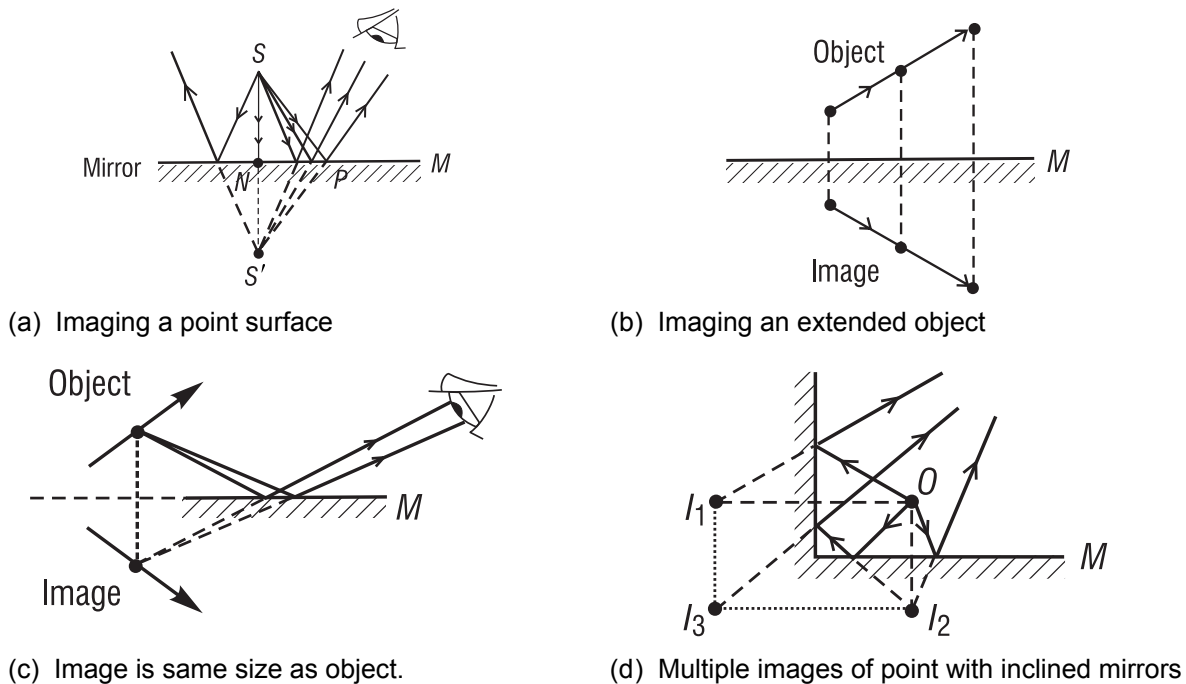 S
Mirror
N
P
M
S'
(a) Imaging a point surface
Object
M
Image
(b) Imaging an extended object
Object
M
Image
(c) Image is same size as object.
O
I1
M
I3
I2
(d) Multiple images of point with inclined mirrors